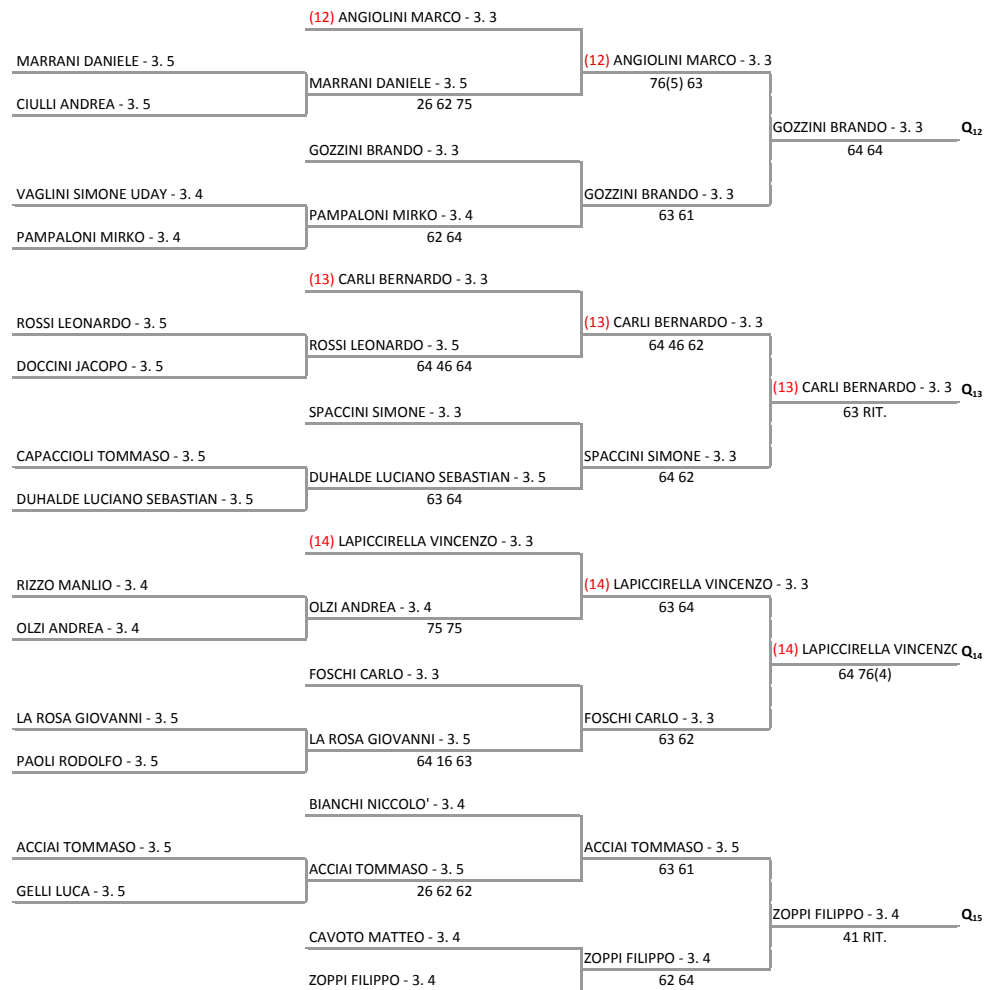 (12) ANGIOLINI MARCO - 3. 3
MARRANI DANIELE - 3. 5
(12) ANGIOLINI MARCO - 3. 3
MARRANI DANIELE - 3. 5
76(5) 63
CIULLI ANDREA - 3. 5
26 62 75
GOZZINI BRANDO - 3. 3
Q12
64 64
GOZZINI BRANDO - 3. 3
VAGLINI SIMONE UDAY - 3. 4
GOZZINI BRANDO - 3. 3
PAMPALONI MIRKO - 3. 4
63 61
PAMPALONI MIRKO - 3. 4
62 64
(13) CARLI BERNARDO - 3. 3
ROSSI LEONARDO - 3. 5
(13) CARLI BERNARDO - 3. 3
ROSSI LEONARDO - 3. 5
64 46 62
DOCCINI JACOPO - 3. 5
64 46 64
(13) CARLI BERNARDO - 3. 3
Q13
63 RIT.
SPACCINI SIMONE - 3. 3
CAPACCIOLI TOMMASO - 3. 5
SPACCINI SIMONE - 3. 3
DUHALDE LUCIANO SEBASTIAN - 3. 5
64 62
DUHALDE LUCIANO SEBASTIAN - 3. 5
63 64
(14) LAPICCIRELLA VINCENZO - 3. 3
RIZZO MANLIO - 3. 4
(14) LAPICCIRELLA VINCENZO - 3. 3
OLZI ANDREA - 3. 4
63 64
OLZI ANDREA - 3. 4
75 75
(14) LAPICCIRELLA VINCENZO
Q14
64 76(4)
FOSCHI CARLO - 3. 3
LA ROSA GIOVANNI - 3. 5
FOSCHI CARLO - 3. 3
LA ROSA GIOVANNI - 3. 5
63 62
PAOLI RODOLFO - 3. 5
64 16 63
BIANCHI NICCOLO' - 3. 4
ACCIAI TOMMASO - 3. 5
ACCIAI TOMMASO - 3. 5
ACCIAI TOMMASO - 3. 5
63 61
GELLI LUCA - 3. 5
26 62 62
ZOPPI FILIPPO - 3. 4
Q15
41 RIT.
CAVOTO MATTEO - 3. 4
ZOPPI FILIPPO - 3. 4
ZOPPI FILIPPO - 3. 4
62 64